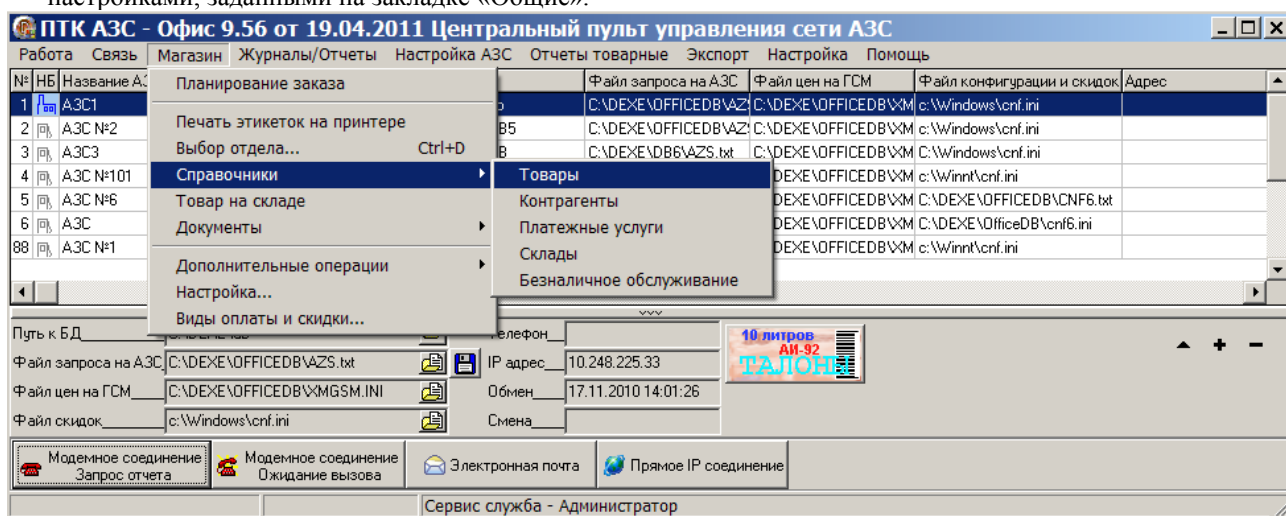 настройками, заданными на закладке «Общие».
ПТК АЗС - Офис 9.56 от 19.04.2011 Центральный пульт управления сети АЗС
Работа Связь Магазин Журналы/Отчеты Настройка АЗС Отчеты товарные Экспорт Настройка Помощь
№ НБ Название АЗ Файл запроса на АЗС Файл цен на ГСМ Файл конфигурации и скидок Адрес
1 АЗС1 C:\DEXE\OFFICEDB\AZ C:\DEXE\OFFICEDB\XM c:\Windows\cnf.ini
2 АЗС №2 B5 C:\DEXE\OFFICEDB\AZ C:\DEXE\OFFICEDB\XM c:\Windows\cnf.ini
3 АЗС3 C:\DEXE\DB6\AZS.txt C:\DEXE\OFFICEDB\XM C:\Windows\cnf.ini
4 АЗС №101 DEXE\OFFICEDB\XM C:\Winnt\cnf.ini
5 АЗС №6 DEXE\OFFICEDB\XM C:\DEXE\OFFICEDB\CNF6.txt
6 АЗС DEXE\OFFICEDB\XM C:\DEXE\OfficeDB\cnf6.ini
88 АЗС №1 DEXE\OFFICEDB\XM c:\Winnt\cnf.ini
Планирование заказа
Печать этикеток на принтере
Выбор отдела... Ctrl+D
Справочники
Товар на складе
Документы
Дополнительные операции
Настройка...
Виды оплаты и скидки...
Товары
Контрагенты
Платежные услуги
Склады
Безналичное обслуживание
Путь к БД
Телефон
Файл запроса на АЗС C:\DEXE\OFFICEDB\AZS.txt IP адрес 10.248.225.33
Файл цен на ГСМ C:\DEXE\OFFICEDB\XMGSM.INI Обмен 17.11.2010 14:01:26
Файл скидок c:\Windows\cnf.ini Смена
10 литров
АИ-92
ТАЛОНЫ
Модемное соединение
Запрос отчета
Модемное соединение
Ожидание вызова
Электронная почта
Прямое IP соединение
Сервис служба - Администратор